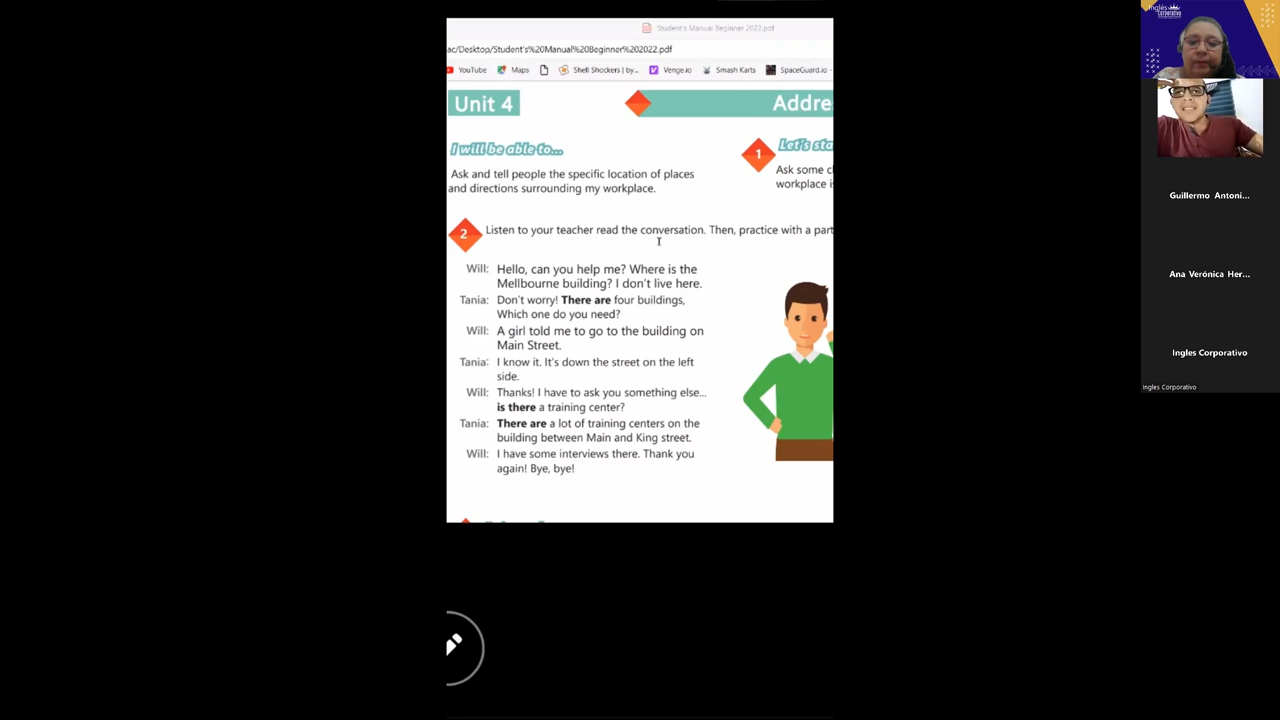 Student's Manual Beginner 2022.pdf
ac/Desktop/Student's%20Manual%20Beginner%202022.pdf
YouTube Maps Shell Shockers | by... Venge.io Smash Karts SpaceGuard.io -
Unit 4
Addre
I will be able to...
Ask and tell people the specific location of places
and directions surrounding my workplace.
1 Let's sta
Ask some cl
workplace i
2 Listen to your teacher read the conversation. Then, practice with a part
Will: Hello, can you help me? Where is the
Mellbourne building? I don't live here.
Tania: Don't worry! There are four buildings,
Which one do you need?
Will: A girl told me to go to the building on
Main Street.
Tania: I know it. It's down the street on the left
side.
Will: Thanks! I have to ask you something else...
is there a training center?
Tania: There are a lot of training centers on the
building between Main and King street.
Will: I have some interviews there. Thank you
again! Bye, bye!
Inglés
Corporativo
Guillermo Antoni...
Ana Verónica Her...
Ingles Corporativo
Ingles Corporativo